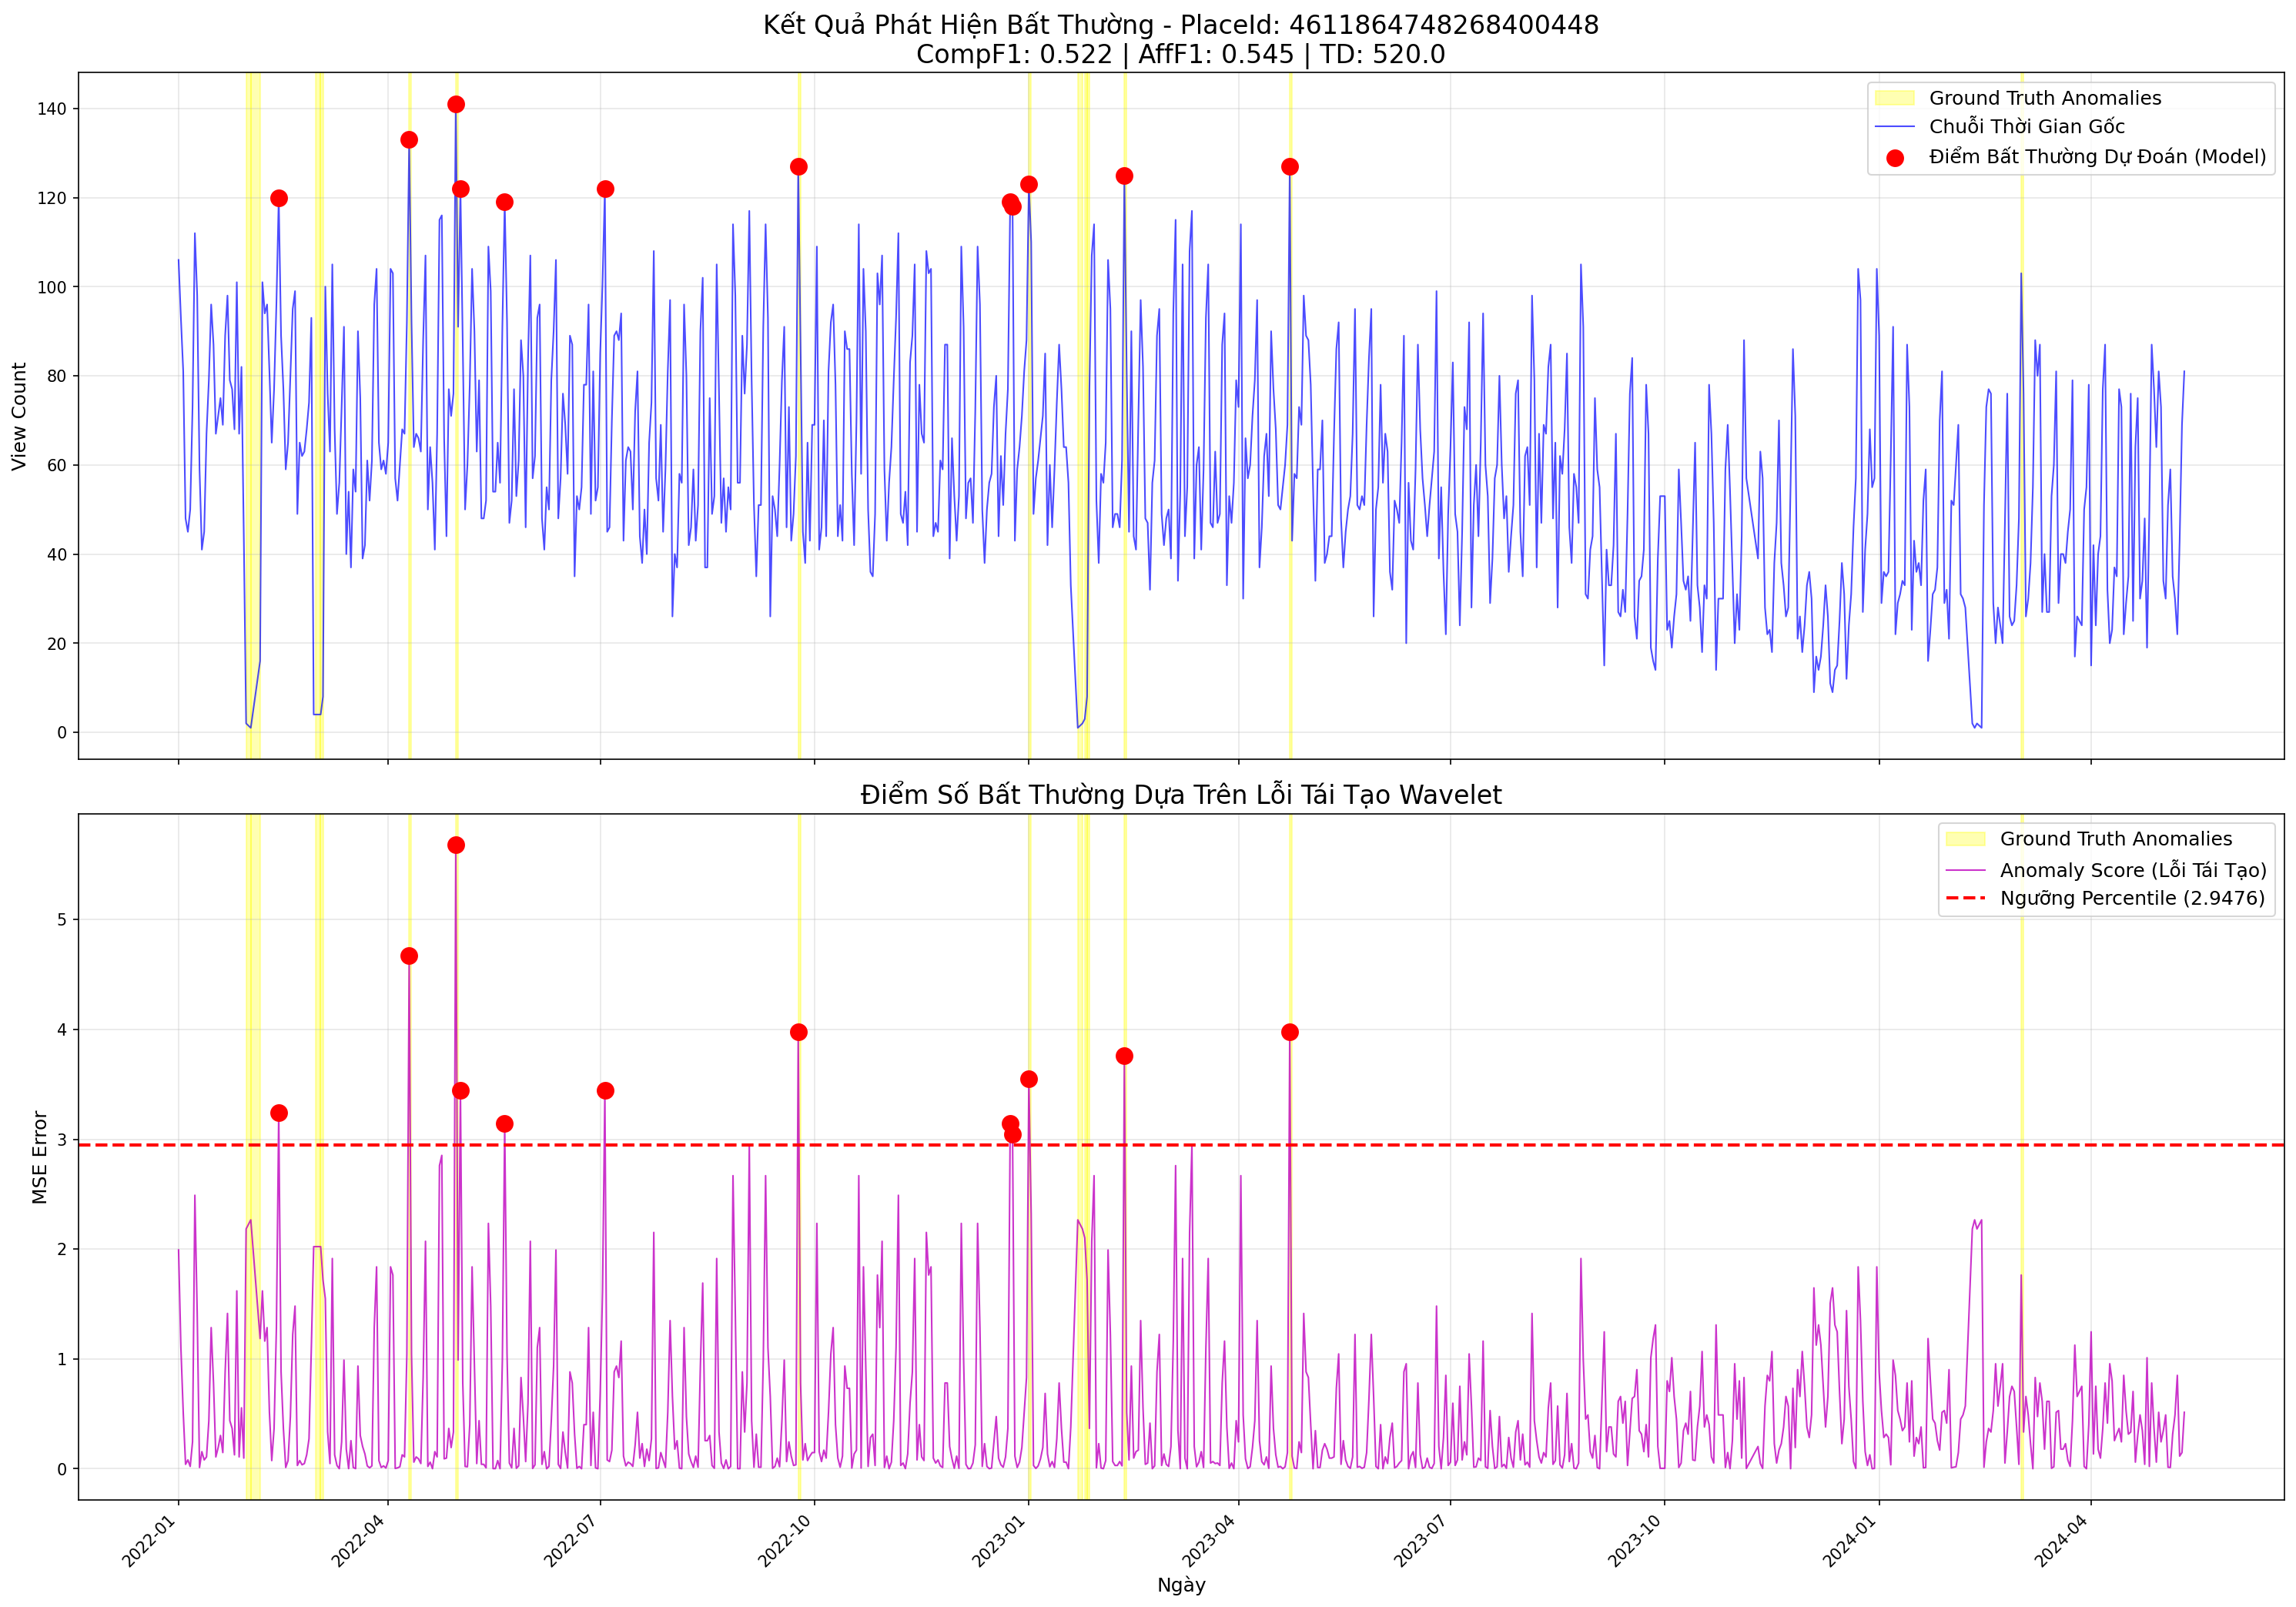 Kết Quả Phát Hiện Bất Thường - PlaceId: 4611864748268400448
CompF1: 0.522 | AffF1: 0.545 | TD: 520.0
Ground Truth Anomalies
Chuỗi Thời Gian Gốc
Điểm Bất Thường Dự Đoán (Model)
View Count
140
120
100
80
60
40
20
0
Điểm Số Bất Thường Dựa Trên Lỗi Tái Tạo Wavelet
Ground Truth Anomalies
Anomaly Score (Lỗi Tái Tạo)
Ngưỡng Percentile (2.9476)
MSE Error
5
4
3
2
1
0
2022-01
2022-04
2022-07
2022-10
2023-01
2023-04
2023-07
2023-10
2024-01
2024-04
Ngày